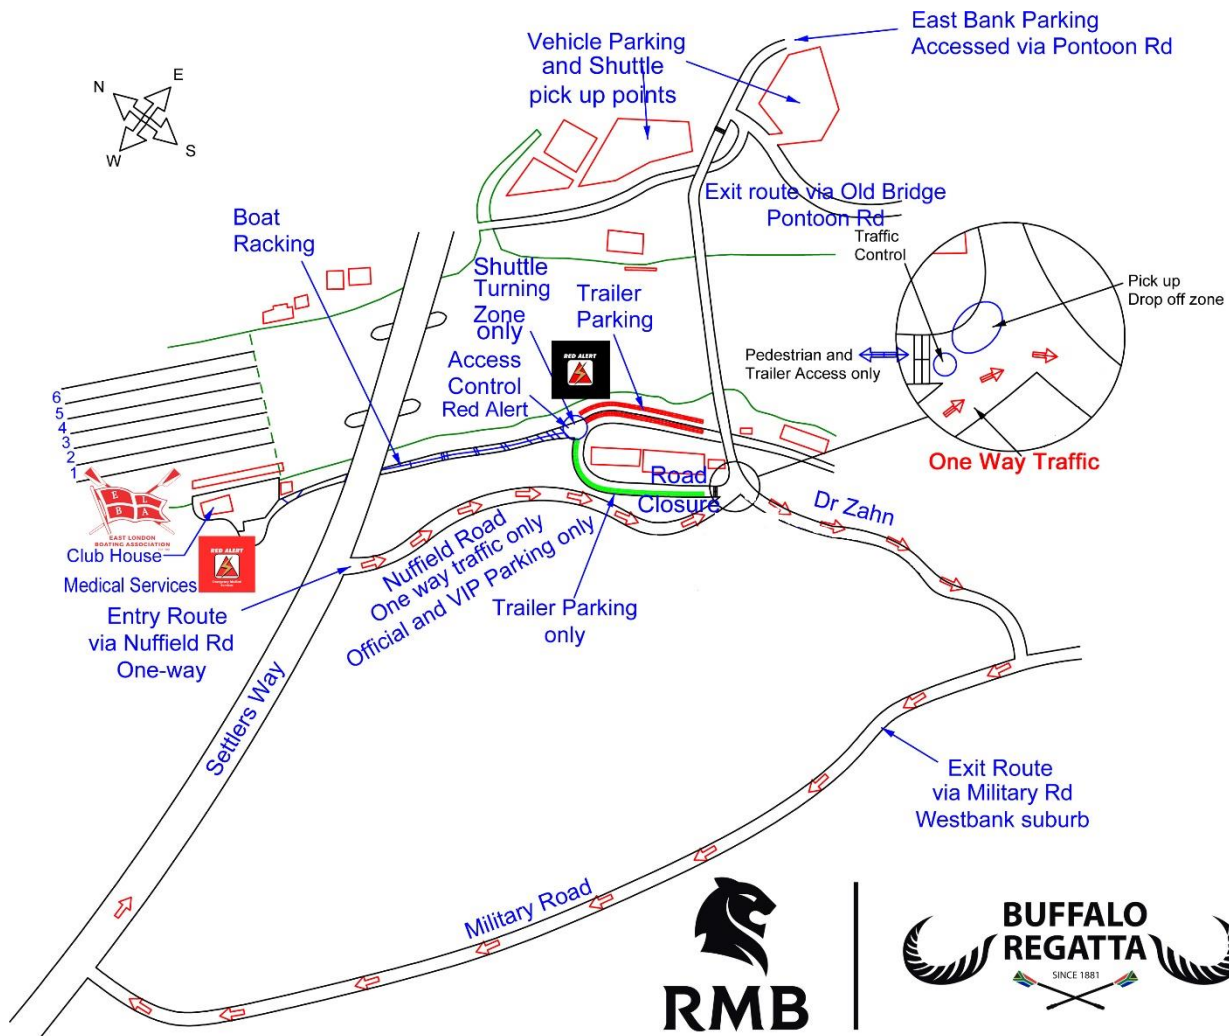 East Bank Parking
Accessed via Pontoon Rd
Vehicle Parking
and Shuttle
pick up points
N
E
W
S
Exit route via Old Bridge
Pontoon Rd
Boat
Racking
Shuttle
Turning
Zone
only
Trailer
Parking
Traffic
Control
Pick up
Drop off zone
Pedestrian and
Trailer Access only
One Way Traffic
RED ALERT
Access
Control
Red Alert
6
5
4
3
2
1
E L
B A
EAST LONDON
BOATING ASSOCIATION
Club House
Medical Services
RED ALERT
Road
Closure
Dr Zahn
Nuffield Road
One way traffic only
Official and VIP Parking only
Trailer Parking
only
Entry Route
via Nuffield Rd
One-way
Settlers Way
Exit Route
via Military Rd
Westbank suburb
Military Road
RMB
BUFFALO
REGATTA
SINCE 1881